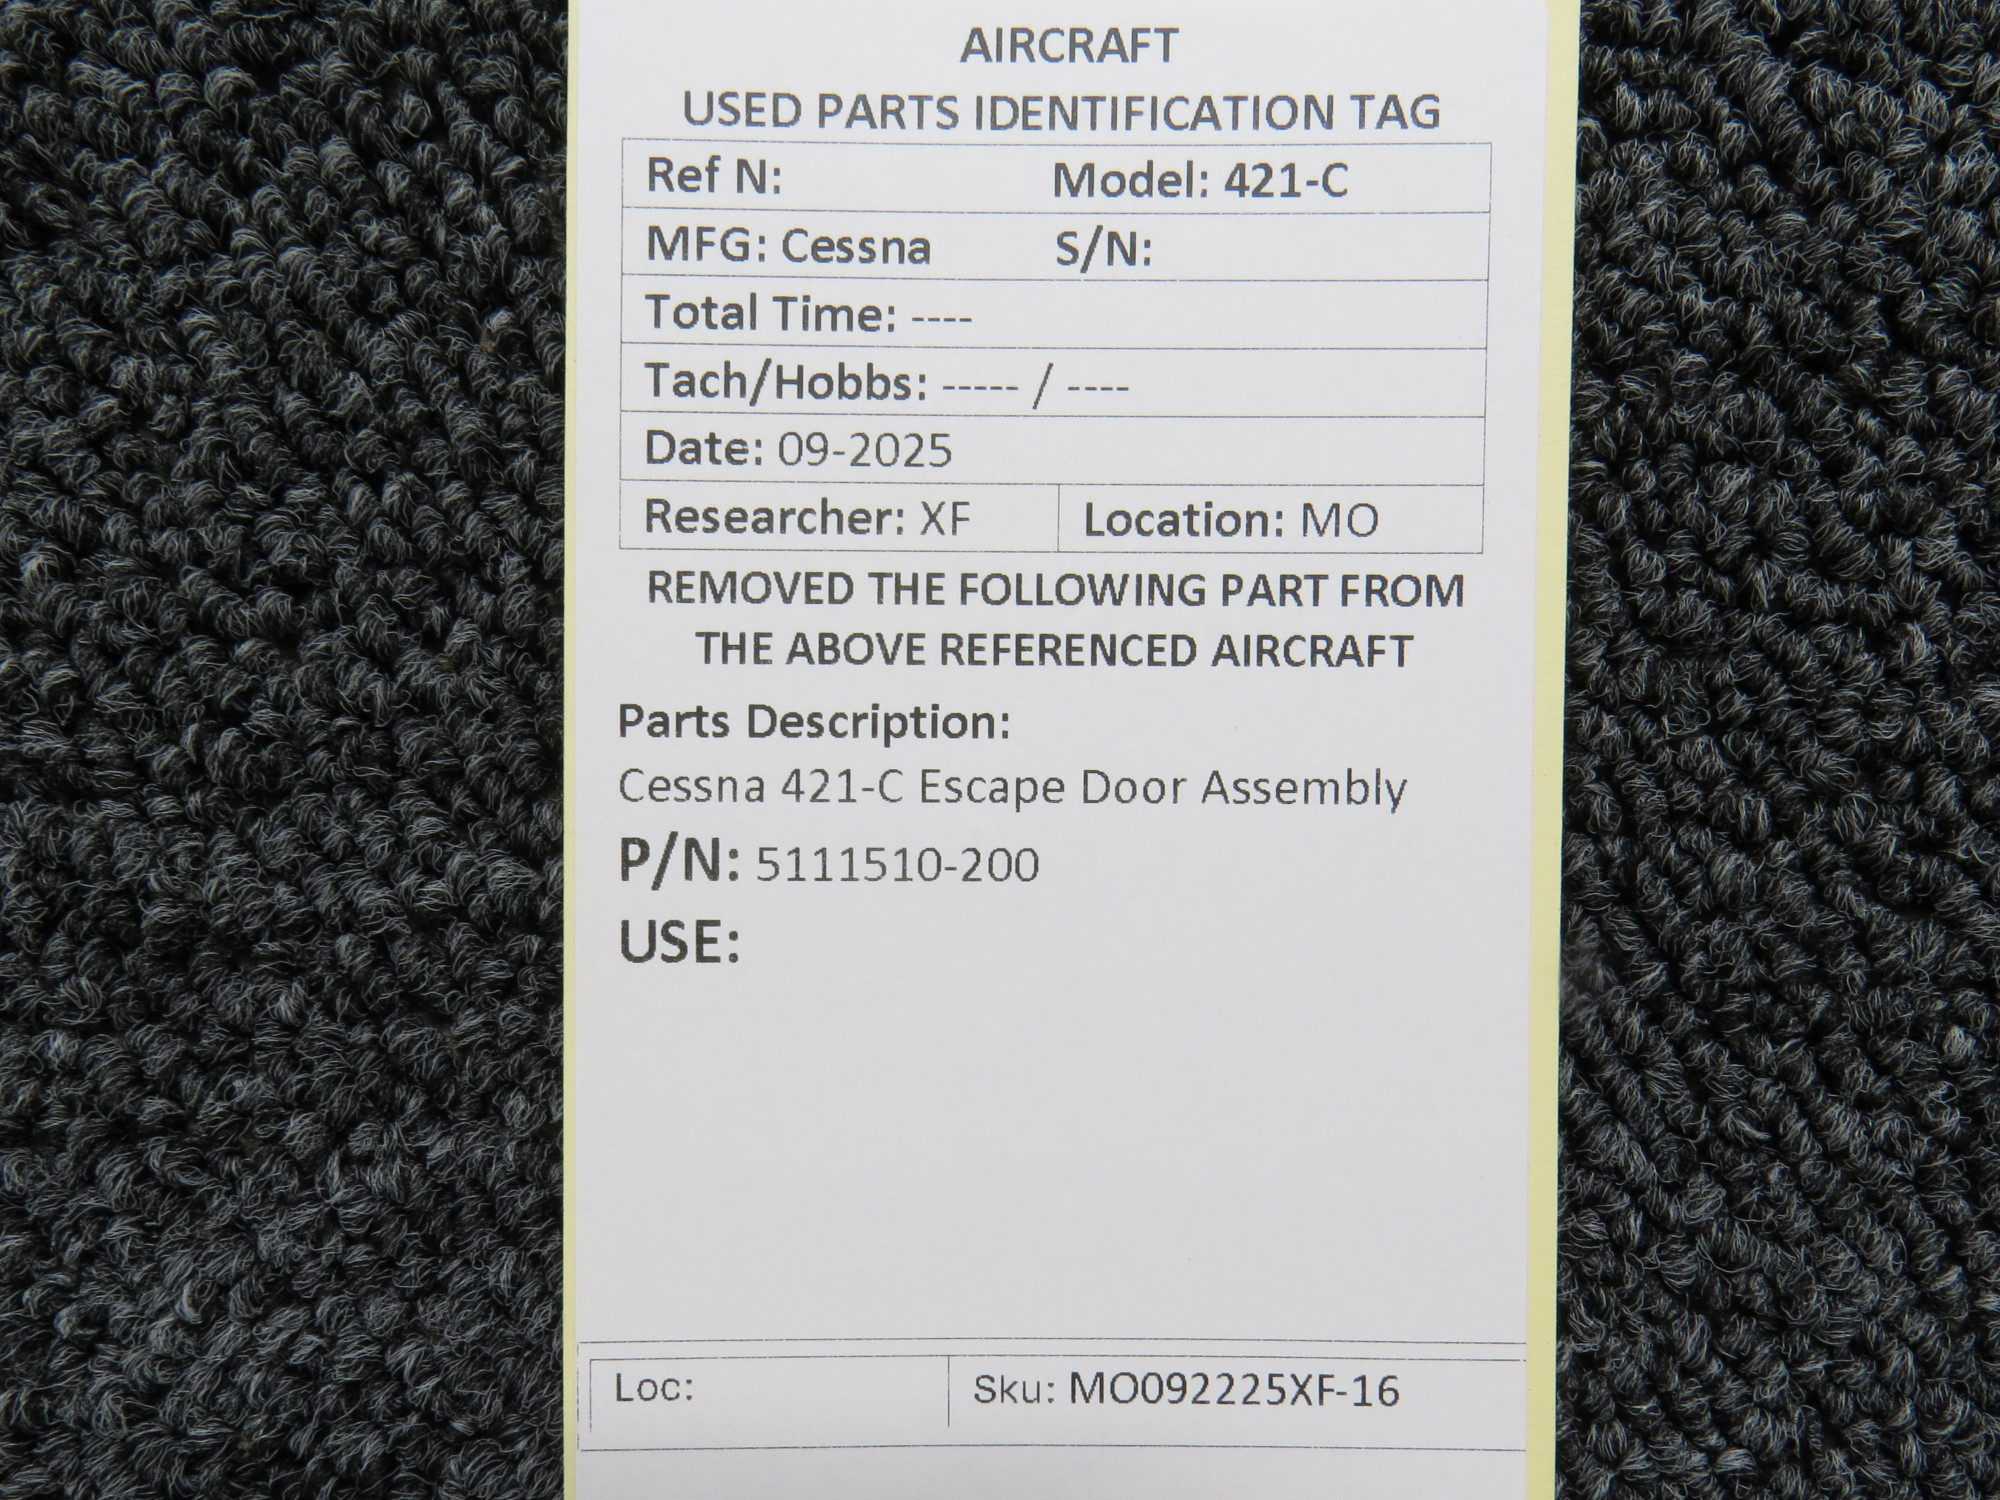 AIRCRAFT
USED PARTS IDENTIFICATION TAG
Ref N: Model: 421-C
MFG: Cessna S/N:
Total Time: ----
Tach/Hobbs: ----- / ----
Date: 09-2025
Researcher: XF Location: MO
REMOVED THE FOLLOWING PART FROM
THE ABOVE REFERENCED AIRCRAFT
Parts Description:
Cessna 421-C Escape Door Assembly
P/N: 5111510-200
USE:
Loc: Sku: MO092225XF-16